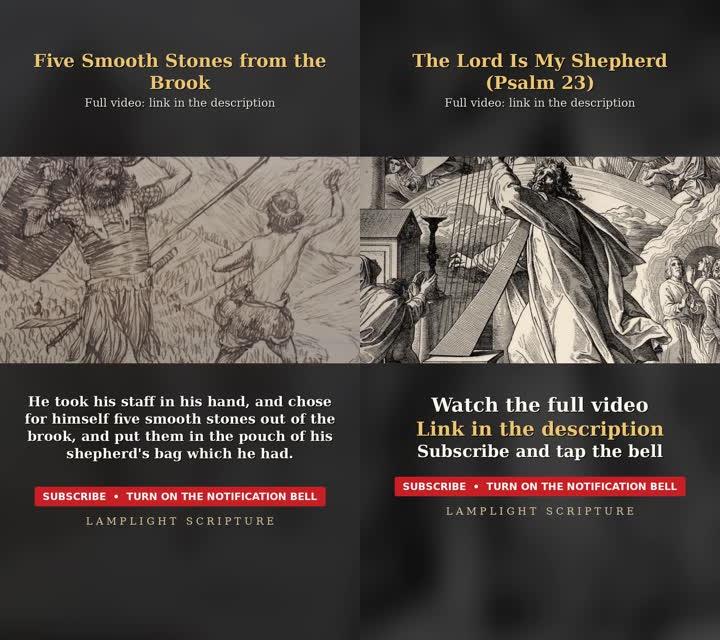 Five Smooth Stones from the
Brook
Full video: link in the description
He took his staff in his hand, and chose
for himself five smooth stones out of the
brook, and put them in the pouch of his
shepherd's bag which he had.
SUBSCRIBE • TURN ON THE NOTIFICATION BELL
LAMPLIGHT SCRIPTURE
The Lord Is My Shepherd
(Psalm 23)
Full video: link in the description
Watch the full video
Link in the description
Subscribe and tap the bell
SUBSCRIBE • TURN ON THE NOTIFICATION BELL
LAMPLIGHT SCRIPTURE